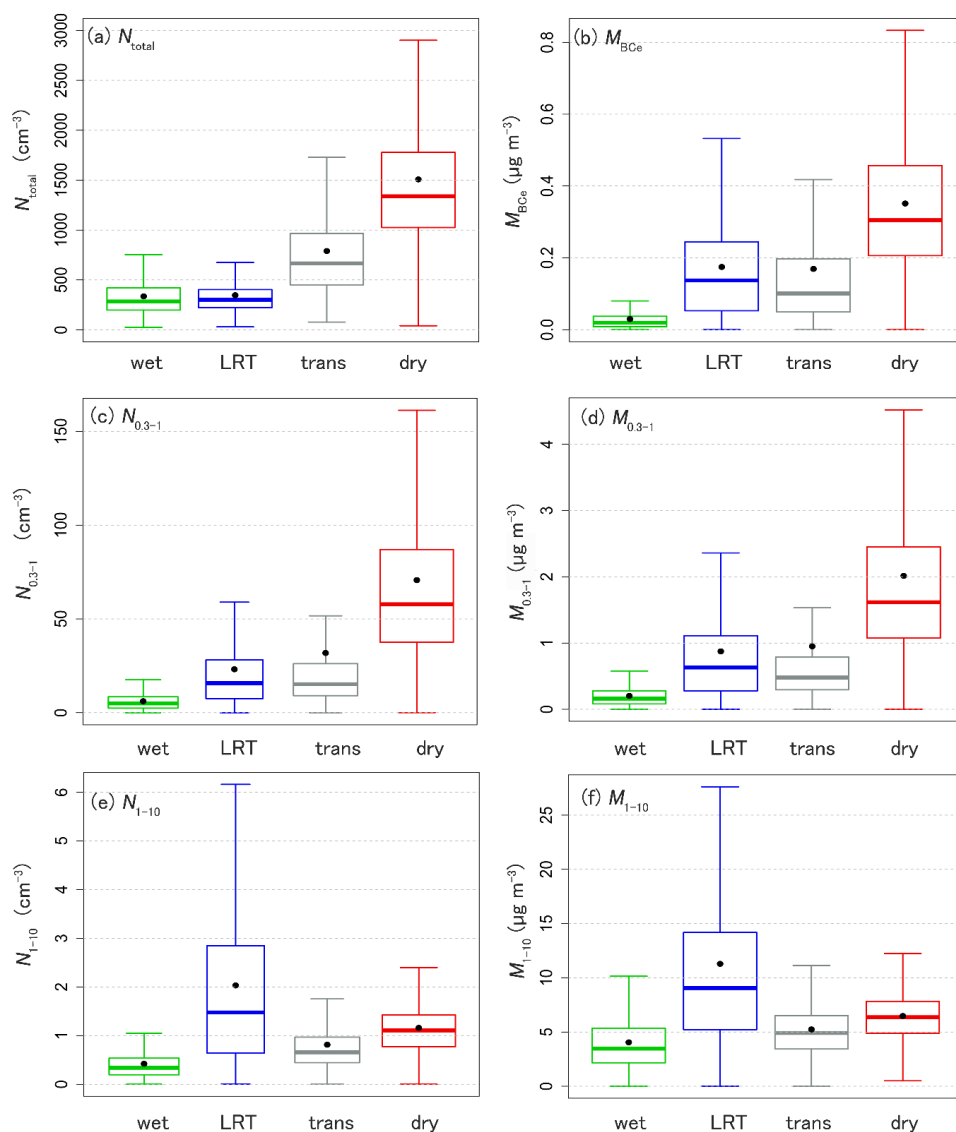 (a) Ntotal
Ntotal (cm−3)
3000
2500
2000
1500
1000
500
0
wet LRT trans dry
(b) MBCe
MBCe (μg m−3)
0.8
0.6
0.4
0.2
0.0
wet LRT trans dry
(c) N0.3−1
N0.3−1 (cm−3)
150
100
50
0
wet LRT trans dry
(d) M0.3−1
M0.3−1 (μg m−3)
4
3
2
1
0
wet LRT trans dry
(e) N1−10
N1−10 (cm−3)
6
5
4
3
2
1
0
wet LRT trans dry
(f) M1−10
M1−10 (μg m−3)
25
20
15
10
5
0
wet LRT trans dry